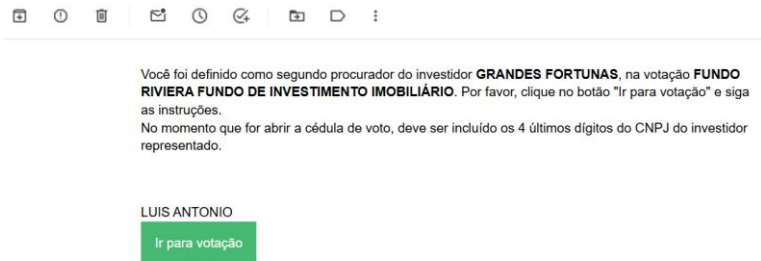 Você foi definido como segundo procurador do investidor GRANDES FORTUNAS, na votação FUNDO
RIVIERA FUNDO DE INVESTIMENTO IMOBILIÁRIO. Por favor, clique no botão "Ir para votação" e siga
as instruções.
No momento que for abrir a cédula de voto, deve ser incluído os 4 últimos dígitos do CNPJ do investidor
representado.
LUIS ANTONIO
Ir para votação